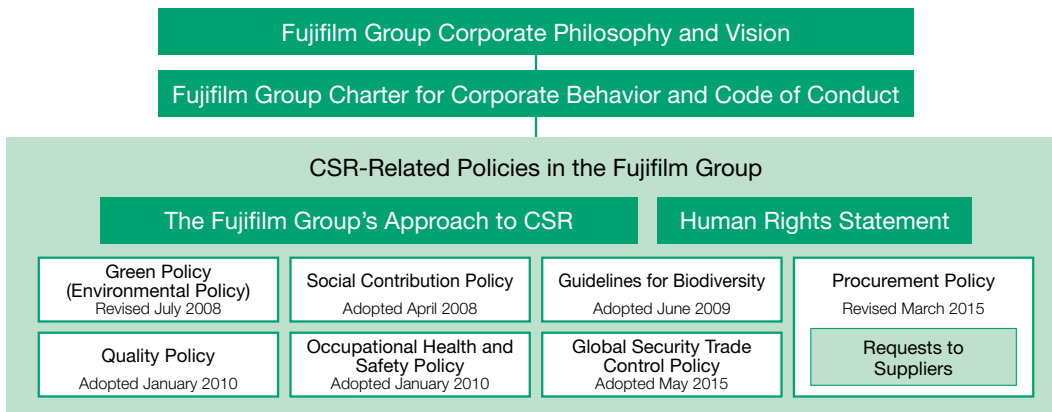 Fujifilm Group Corporate Philosophy and Vision
Fujifilm Group Charter for Corporate Behavior and Code of Conduct
CSR-Related Policies in the Fujifilm Group
The Fujifilm Group's Approach to CSR
Human Rights Statement
Green Policy
(Environmental Policy)
Revised July 2008
Social Contribution Policy
Adopted April 2008
Guidelines for Biodiversity
Adopted June 2009
Procurement Policy
Revised March 2015
Requests to
Suppliers
Quality Policy
Adopted January 2010
Occupational Health and
Safety Policy
Adopted January 2010
Global Security Trade
Control Policy
Adopted May 2015